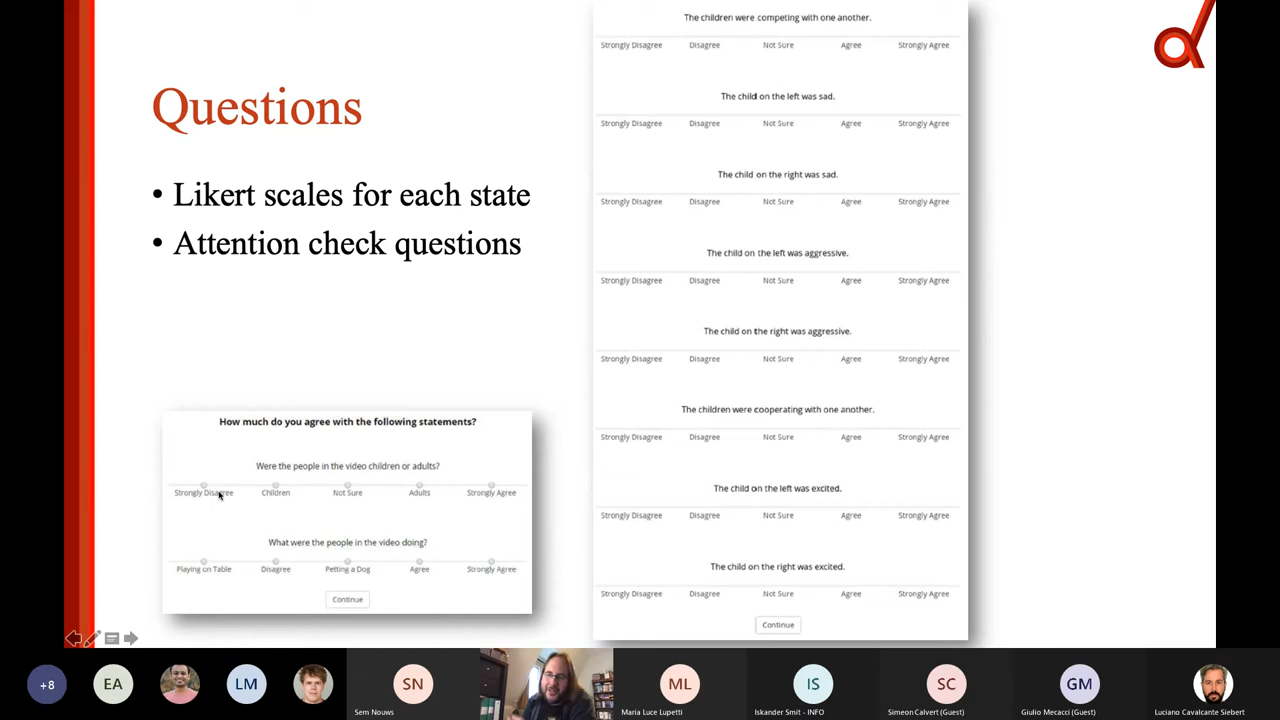 Questions
• Likert scales for each state
• Attention check questions
How much do you agree with the following statements?
Were the people in the video children or adults?
Strongly Disagree Children Not Sure Adults Strongly Agree
What were the people in the video doing?
Playing on Table Disagree Petting a Dog Agree Strongly Agree
Continue
The children were competing with one another.
Strongly Disagree Disagree Not Sure Agree Strongly Agree
The child on the left was sad.
Strongly Disagree Disagree Not Sure Agree Strongly Agree
The child on the right was sad.
Strongly Disagree Disagree Not Sure Agree Strongly Agree
The child on the left was aggressive.
Strongly Disagree Disagree Not Sure Agree Strongly Agree
The child on the right was aggressive.
Strongly Disagree Disagree Not Sure Agree Strongly Agree
The children were cooperating with one another.
Strongly Disagree Disagree Not Sure Agree Strongly Agree
The child on the left was excited.
Strongly Disagree Disagree Not Sure Agree Strongly Agree
The child on the right was excited.
Strongly Disagree Disagree Not Sure Agree Strongly Agree
Continue
+8 EA LM SN ML IS SC GM
Sem Nouws Maria Luce Lupetti Iskander Smit - INFO Simeon Calvert (Guest) Giulio Mecacci (Guest) Luciano Cavalcante Siebert